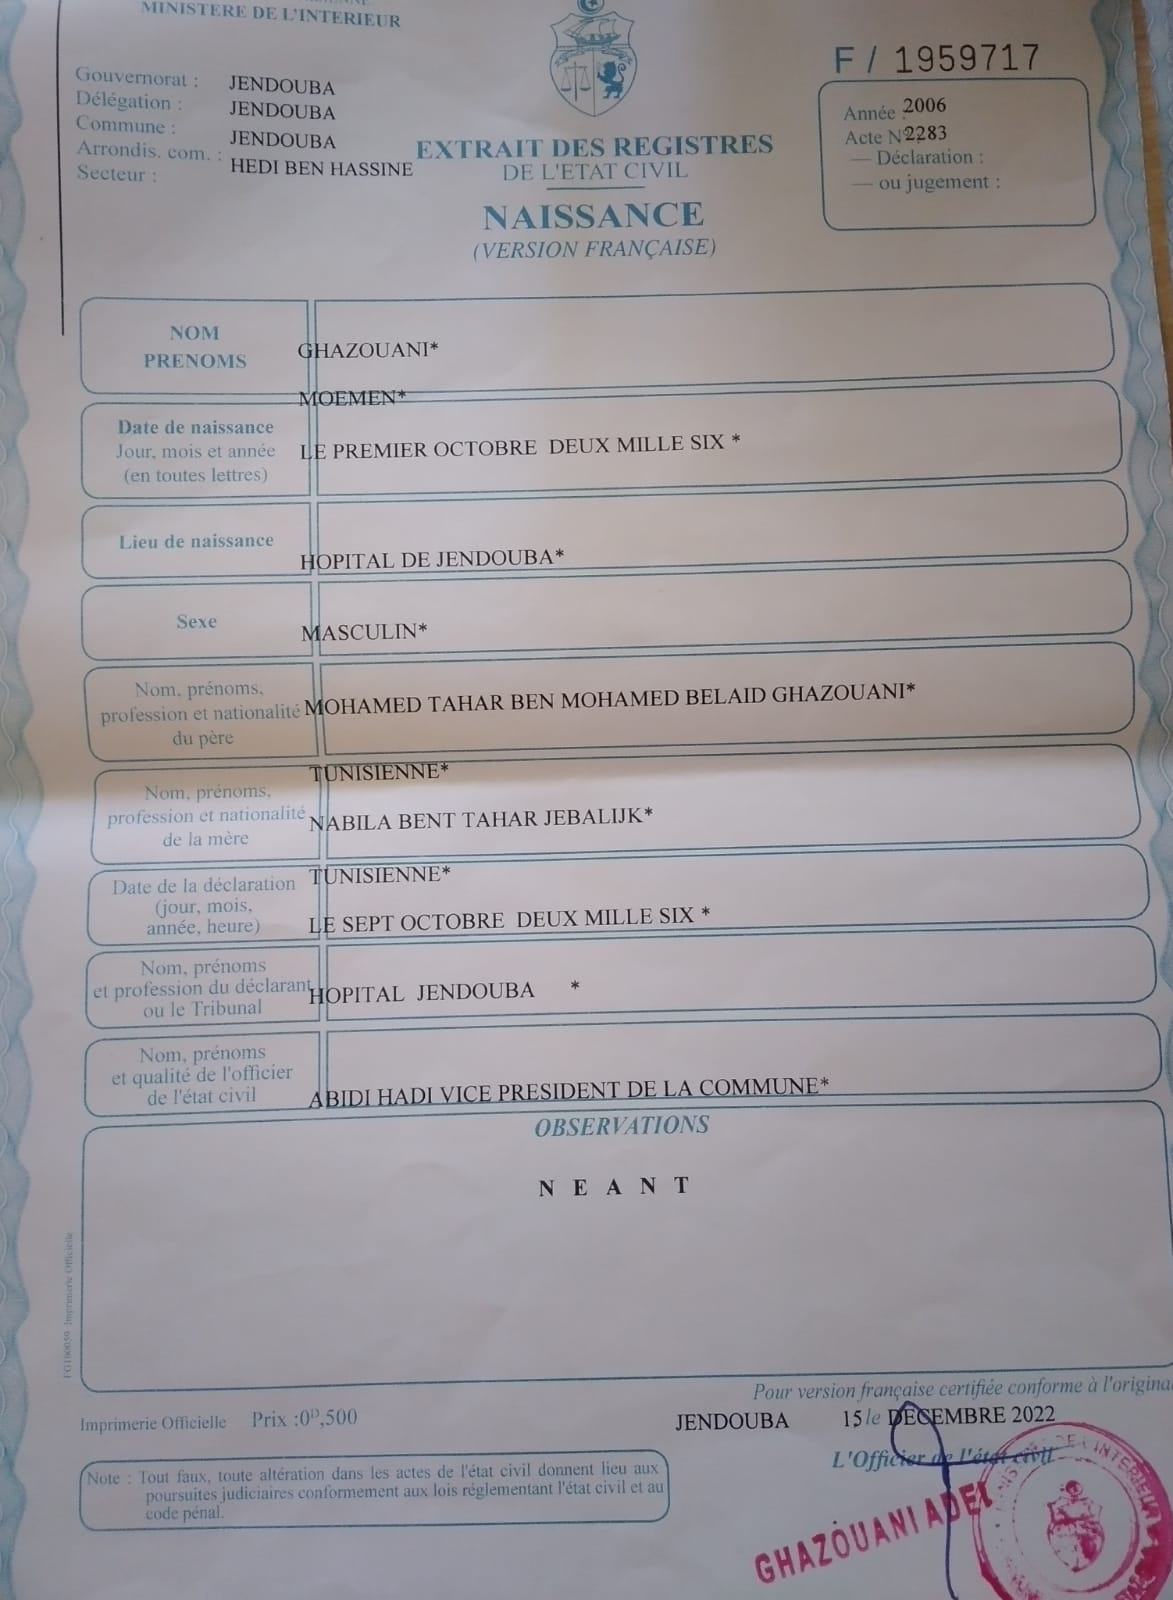 MINISTERE DE L'INTERIEUR
Gouvernorat : JENDOUBA
Délégation : JENDOUBA
Commune : JENDOUBA
Arrondis. com. :
Secteur : HEDI BEN HASSINE
EXTRAIT DES REGISTRES
DE L'ETAT CIVIL
NAISSANCE
(VERSION FRANÇAISE)
F / 1959717
Année : 2006
Acte N 2283
— Déclaration :
— ou jugement :
NOM
PRENOMS
GHAZOUANI*
MOEMEN*
Date de naissance
Jour, mois et année
(en toutes lettres)
LE PREMIER OCTOBRE DEUX MILLE SIX *
Lieu de naissance
HOPITAL DE JENDOUBA*
Sexe
MASCULIN*
Nom, prénoms,
profession et nationalité
du père
MOHAMED TAHAR BEN MOHAMED BELAID GHAZOUANI*
TUNISIENNE*
Nom, prénoms,
profession et nationalité
de la mère
NABILA BENT TAHAR JEBALIJK*
TUNISIENNE*
Date de la déclaration
(jour, mois,
année, heure)
LE SEPT OCTOBRE DEUX MILLE SIX *
Nom, prénoms
et profession du déclarant
ou le Tribunal
HOPITAL JENDOUBA *
Nom, prénoms
et qualité de l'officier
de l'état civil
ABIDI HADI VICE PRESIDENT DE LA COMMUNE*
OBSERVATIONS
N E A N T
Imprimerie Officielle
Pour version française certifiée conforme à l'origina
Imprimerie Officielle Prix :0ᴰ,500
JENDOUBA 15 le DECEMBRE 2022
L'Officier de l'état civil
Note : Tout faux, toute altération dans les actes de l'état civil donnent lieu aux
poursuites judiciaires conformement aux lois réglementant l'état civil et au
code pénal.
GHAZOUANI ADEL